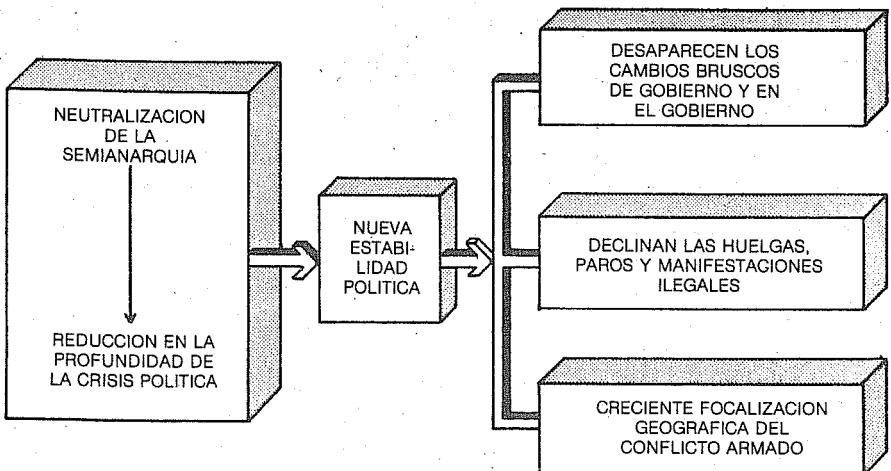 NEUTRALIZACION
DE LA
SEMIANARQUIA
REDUCCION EN LA
PROFUNDIDAD DE
LA CRISIS POLITICA
NUEVA
ESTABI-
LIDAD
POLITICA
DESAPARECEN LOS
CAMBIOS BRUSCOS
DE GOBIERNO Y EN
EL GOBIERNO
DECLINAN LAS HUELGAS,
PAROS Y MANIFESTACIONES
ILEGALES
CRECIENTE FOCALIZACION
GEOGRAFICA DEL
CONFLICTO ARMADO